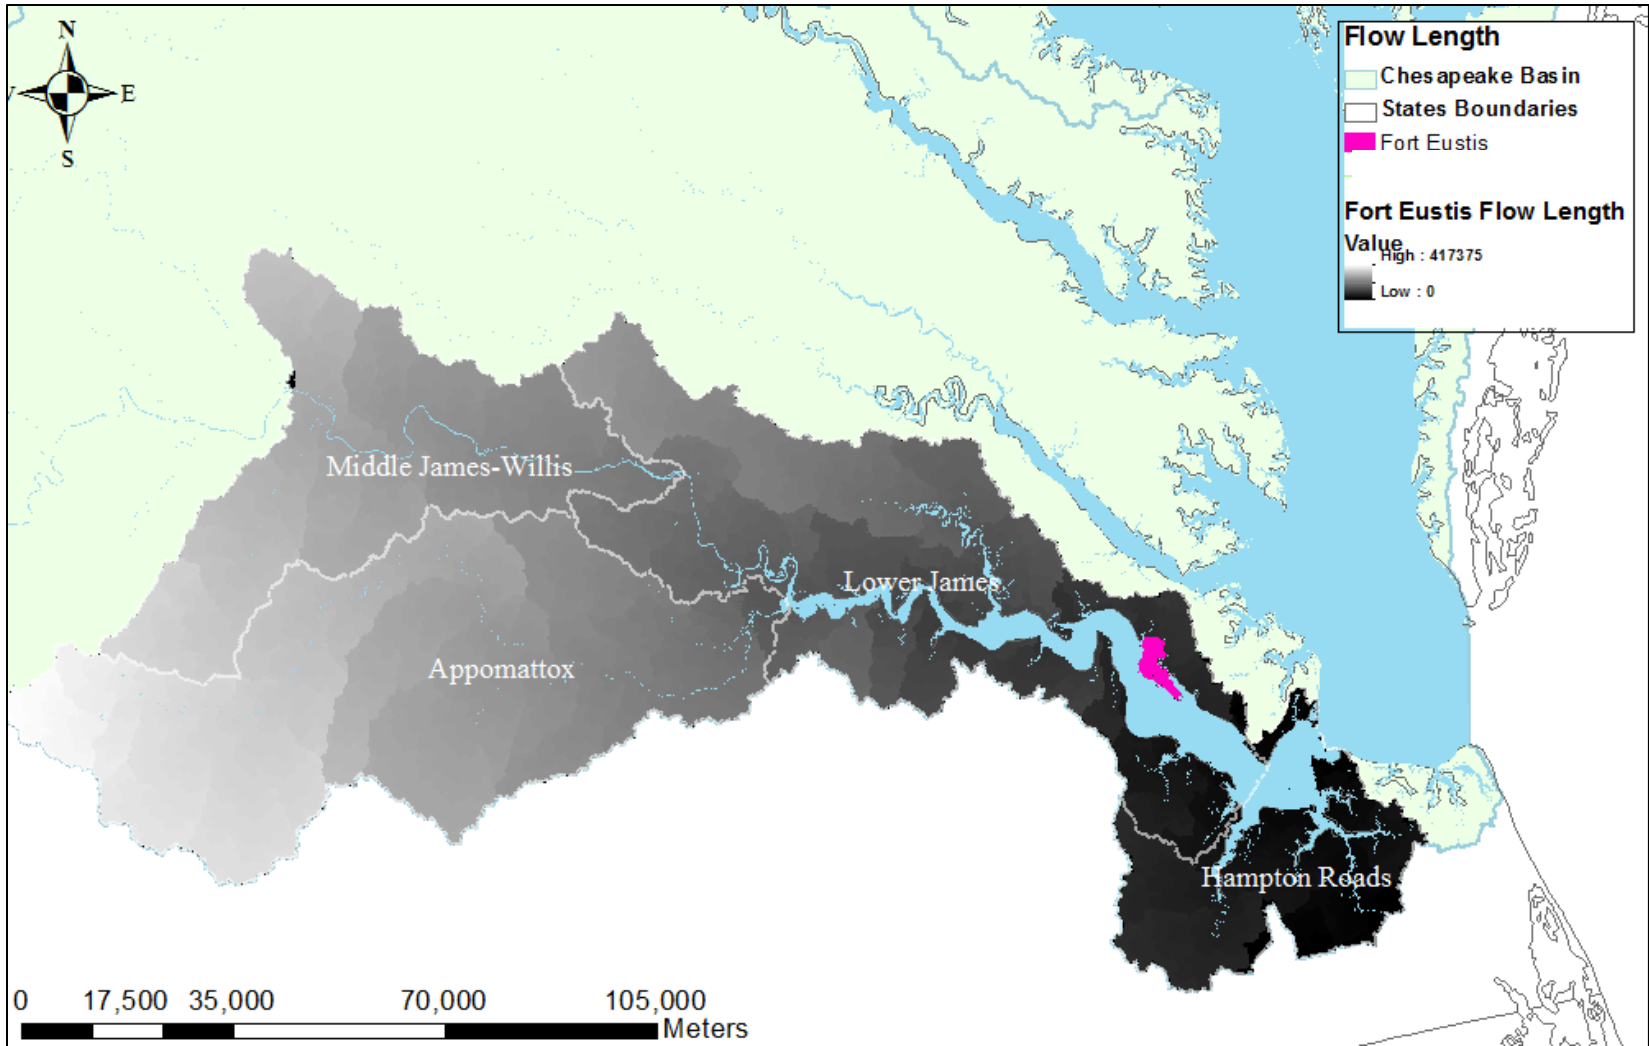 N
E
S
Flow Length
Chesapeake Basin
States Boundaries
Fort Eustis
Fort Eustis Flow Length
Value
High : 417375
Low : 0
Middle James-Willis
Lower James
Appomattox
Hampton Roads
0 17,500 35,000 70,000 105,000
Meters